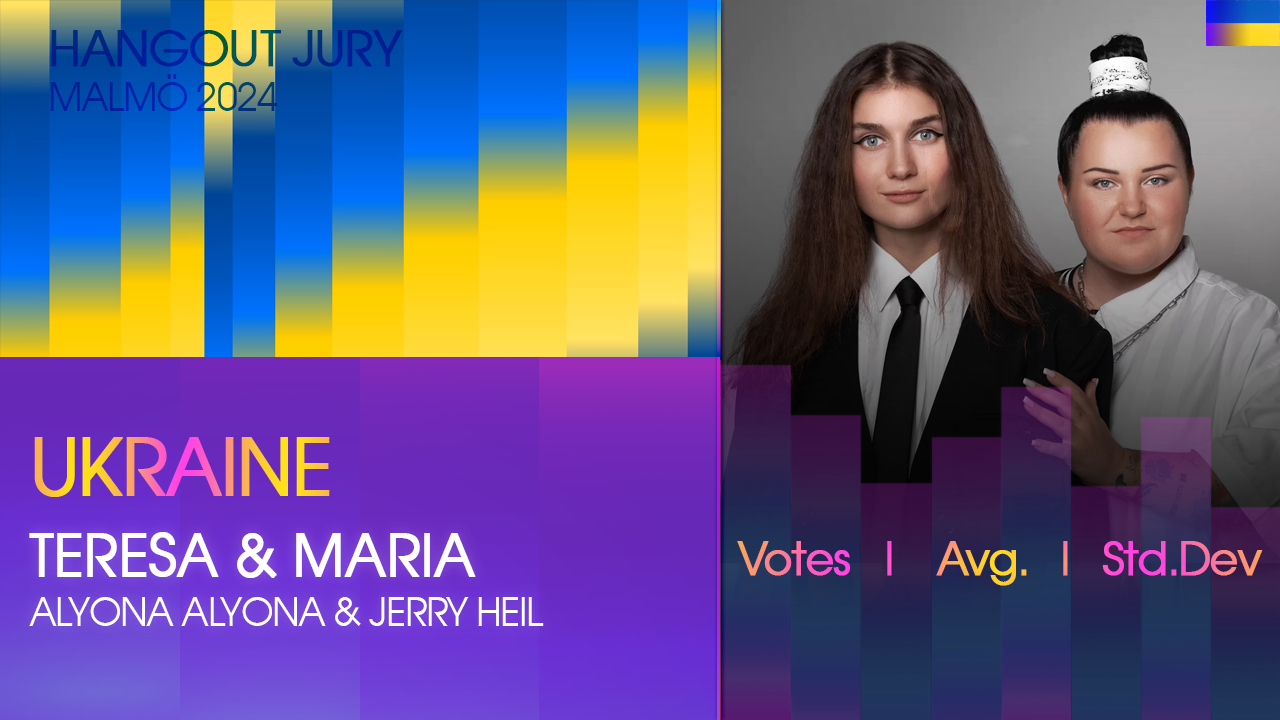 HANGOUT JURY
MALMÖ 2024
UKRAINE
TERESA & MARIA
ALYONA ALYONA & JERRY HEIL
Votes | Avg. | Std.Dev